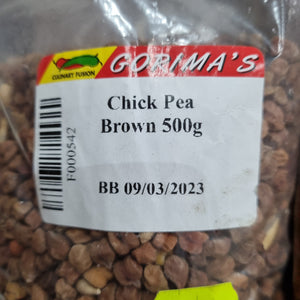 GORIMA'S
CULINARY FUSION
Chick Pea
Brown 500g
F000542
BB 09/03/2023